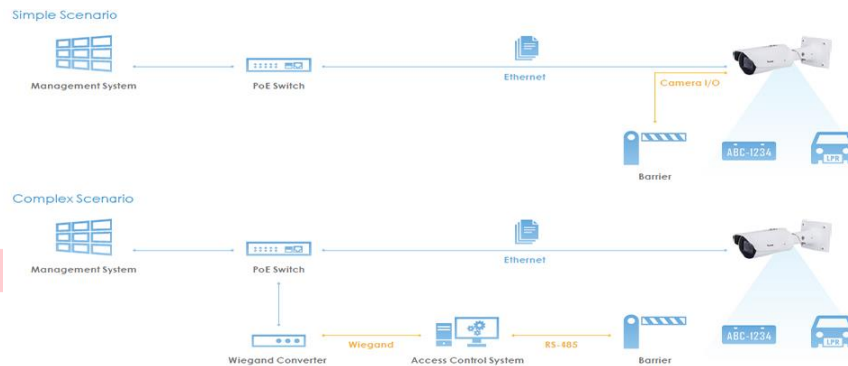 Simple Scenario
Management System
PoE Switch
Ethernet
Camera I/O
Barrier
ABC-1234
LPR
Complex Scenario
Management System
PoE Switch
Ethernet
Wiegand Converter
Wiegand
Access Control System
RS-485
Barrier
ABC-1234
LPR